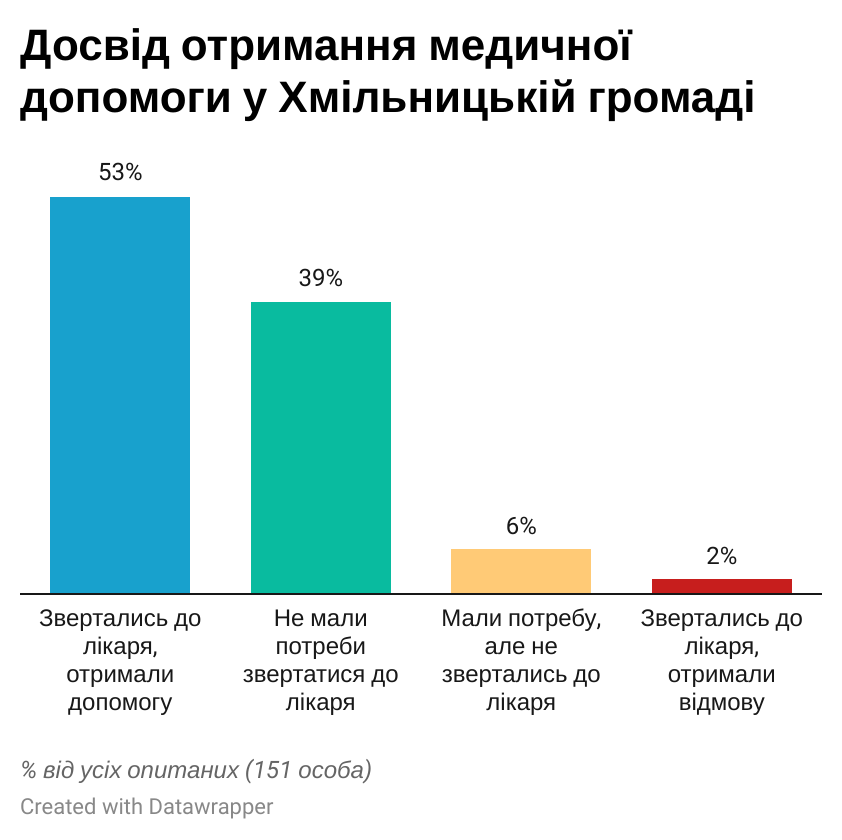 Досвід отримання медичної
допомоги у Хмільницькій громаді
53%
39%
6%
2%
Звертались до
лікаря,
отримали
допомогу
Не мали
потреби
звертатися до
лікаря
Мали потребу,
але не
звертались до
лікаря
Звертались до
лікаря,
отримали
відмову
% від усіх опитаних (151 особа)
Created with Datawrapper